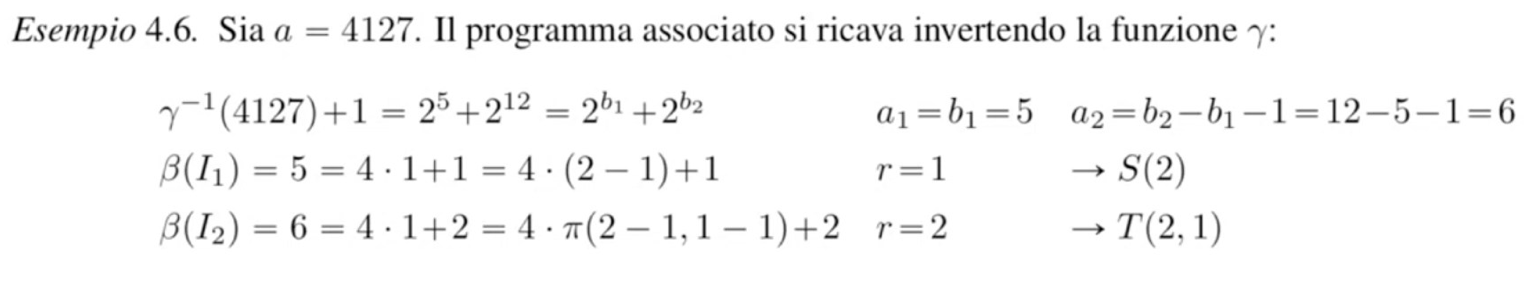 Esempio 4.6. Sia a = 4127. Il programma associato si ricava invertendo la funzione γ:
γ⁻¹(4127)+1 = 2⁵+2¹² = 2^{b₁}+2^{b₂} a₁=b₁=5 a₂=b₂−b₁−1=12−5−1=6
β(I₁) = 5 = 4·1+1 = 4·(2−1)+1 r=1 → S(2)
β(I₂) = 6 = 4·1+2 = 4·π(2−1,1−1)+2 r=2 → T(2,1)